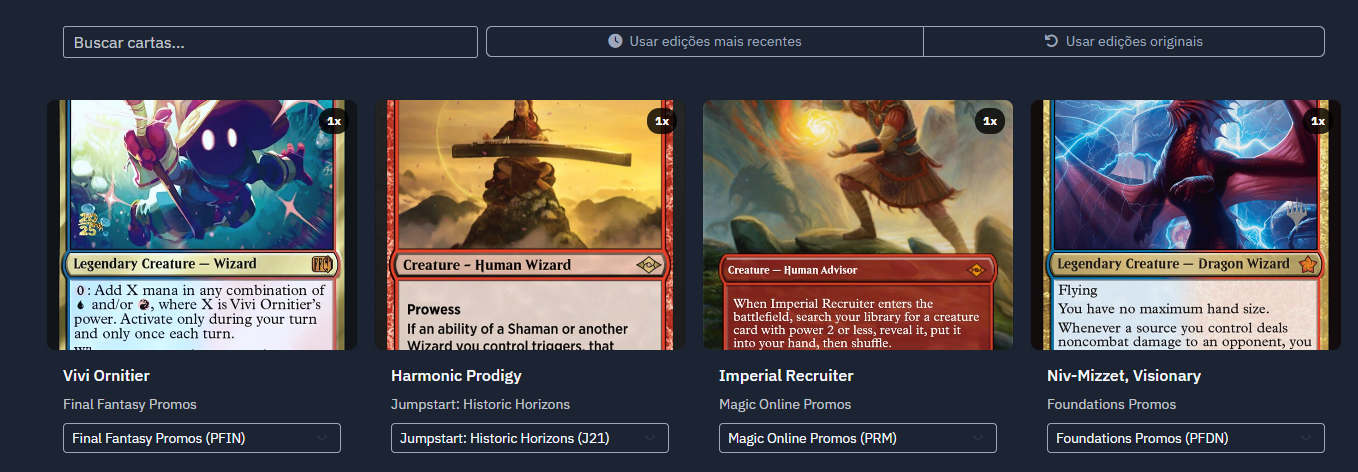 Buscar cartas...
Usar edições mais recentes
Usar edições originais
1x
1x
1x
1x
Legendary Creature — Wizard
0: Add X mana in any combination of
and/or , where X is Vivi Ornitier's
power. Activate only during your turn
and only once each turn.
Creature – Human Wizard
Prowess
If an ability of a Shaman or another
Wizard you control triggers, that
Creature — Human Advisor
When Imperial Recruiter enters the
battlefield, search your library for a creature
card with power 2 or less, reveal it, put it
into your hand, then shuffle.
Legendary Creature — Dragon Wizard
Flying
You have no maximum hand size.
Whenever a source you control deals
noncombat damage to an opponent, you
Vivi Ornitier
Final Fantasy Promos
Final Fantasy Promos (PFIN)
Harmonic Prodigy
Jumpstart: Historic Horizons
Jumpstart: Historic Horizons (J21)
Imperial Recruiter
Magic Online Promos
Magic Online Promos (PRM)
Niv-Mizzet, Visionary
Foundations Promos
Foundations Promos (PFDN)